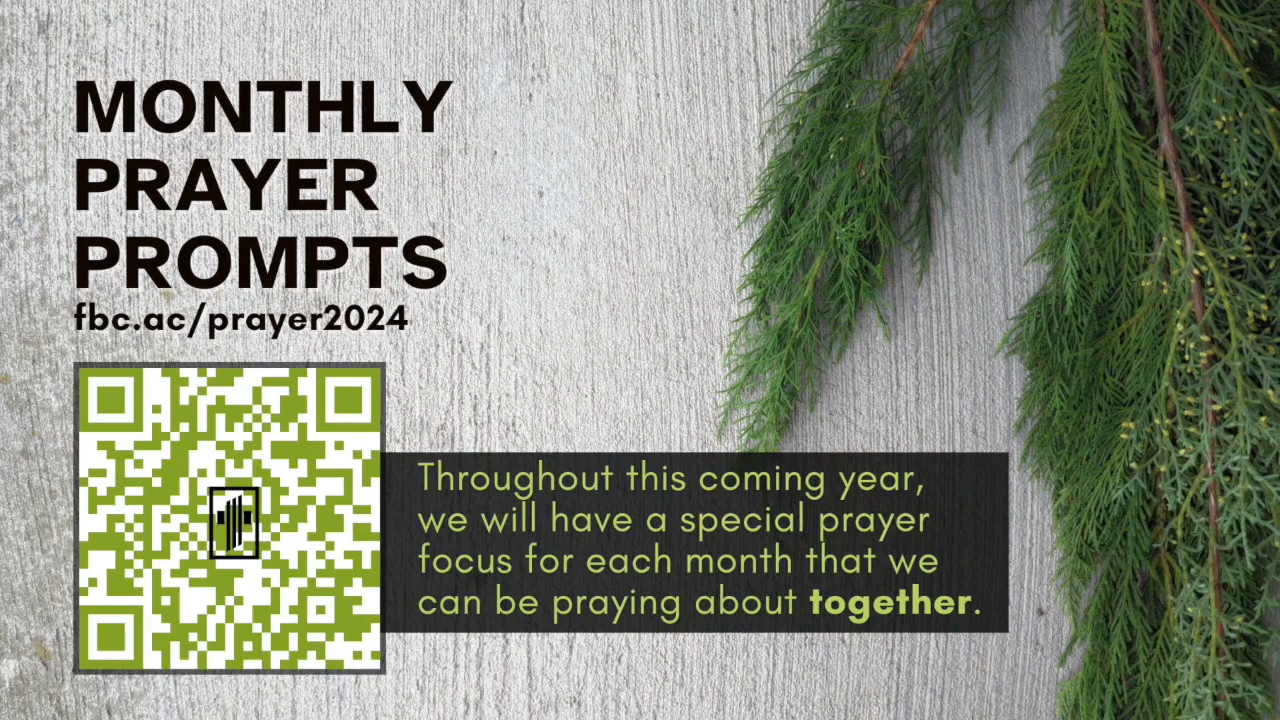 MONTHLY
PRAYER
PROMPTS
fbc.ac/prayer2024
Throughout this coming year,
we will have a special prayer
focus for each month that we
can be praying about together.